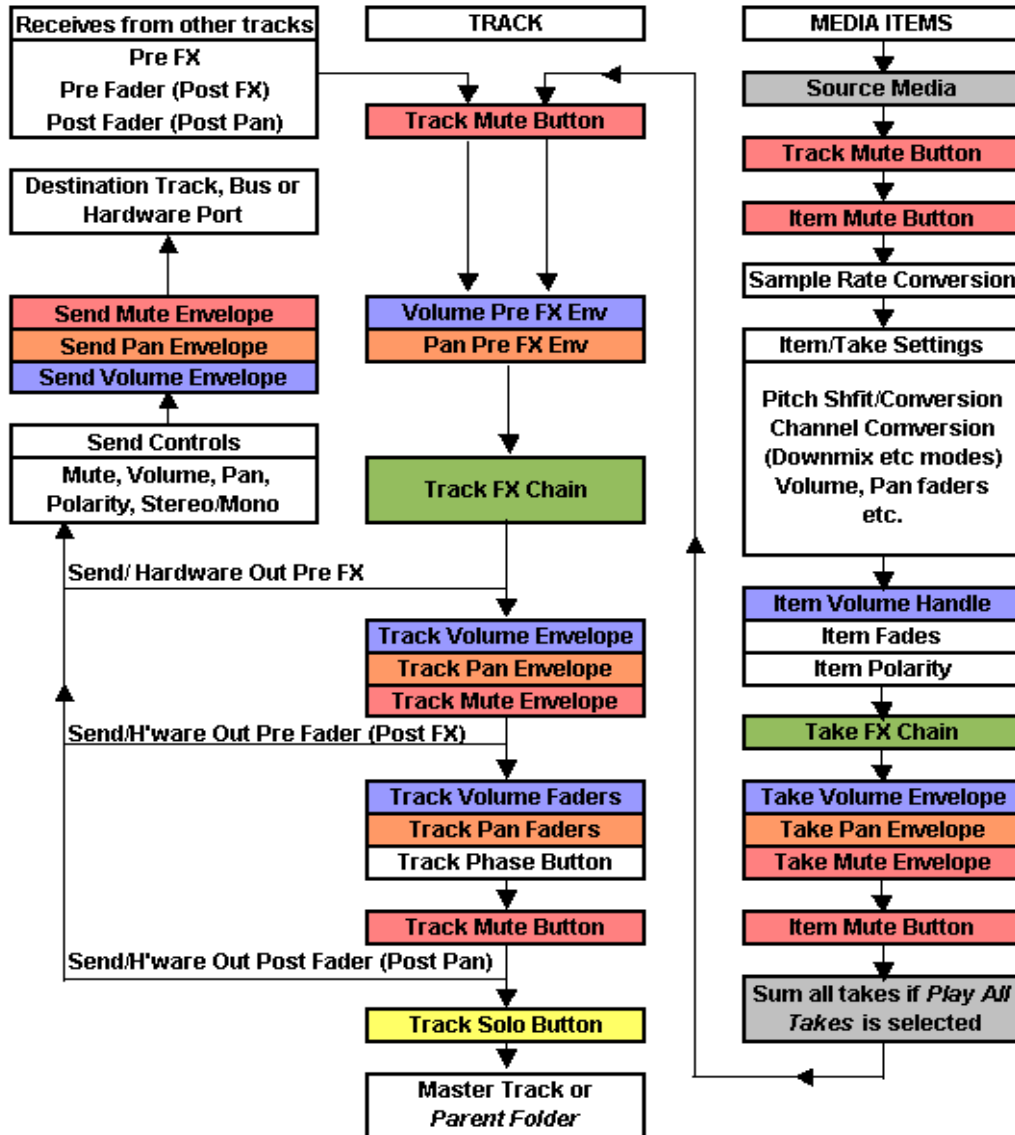 Receives from other tracks
Pre FX
Pre Fader (Post FX)
Post Fader (Post Pan)
Destination Track, Bus or
Hardware Port
Send Mute Envelope
Send Pan Envelope
Send Volume Envelope
Send Controls
Mute, Volume, Pan,
Polarity, Stereo/Mono
Send/ Hardware Out Pre FX
Send/H'ware Out Pre Fader (Post FX)
Send/H'ware Out Post Fader (Post Pan)
TRACK
Track Mute Button
Volume Pre FX Env
Pan Pre FX Env
Track FX Chain
Track Volume Envelope
Track Pan Envelope
Track Mute Envelope
Track Volume Faders
Track Pan Faders
Track Phase Button
Track Mute Button
Track Solo Button
Master Track or
Parent Folder
MEDIA ITEMS
Source Media
Track Mute Button
Item Mute Button
Sample Rate Conversion
Item/Take Settings
Pitch Shfit/Conversion
Channel Comversion
(Downmix etc modes)
Volume, Pan faders
etc.
Item Volume Handle
Item Fades
Item Polarity
Take FX Chain
Take Volume Envelope
Take Pan Envelope
Take Mute Envelope
Item Mute Button
Sum all takes if Play All
Takes is selected